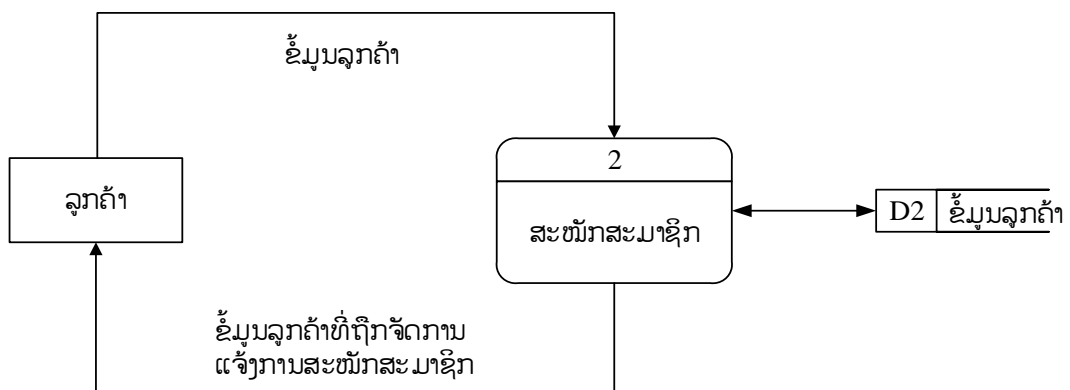 ຂໍ້ມູນລູກຄ້າ
2
ລູກຄ້າ
ສະໝັກສະມາຊິກ
D2
ຂໍ້ມູນລູກຄ້າ
ຂໍ້ມູນລູກຄ້າທີ່ຖືກຈັດການ
ແຈ້ງການສະໝັກສະມາຊິກ